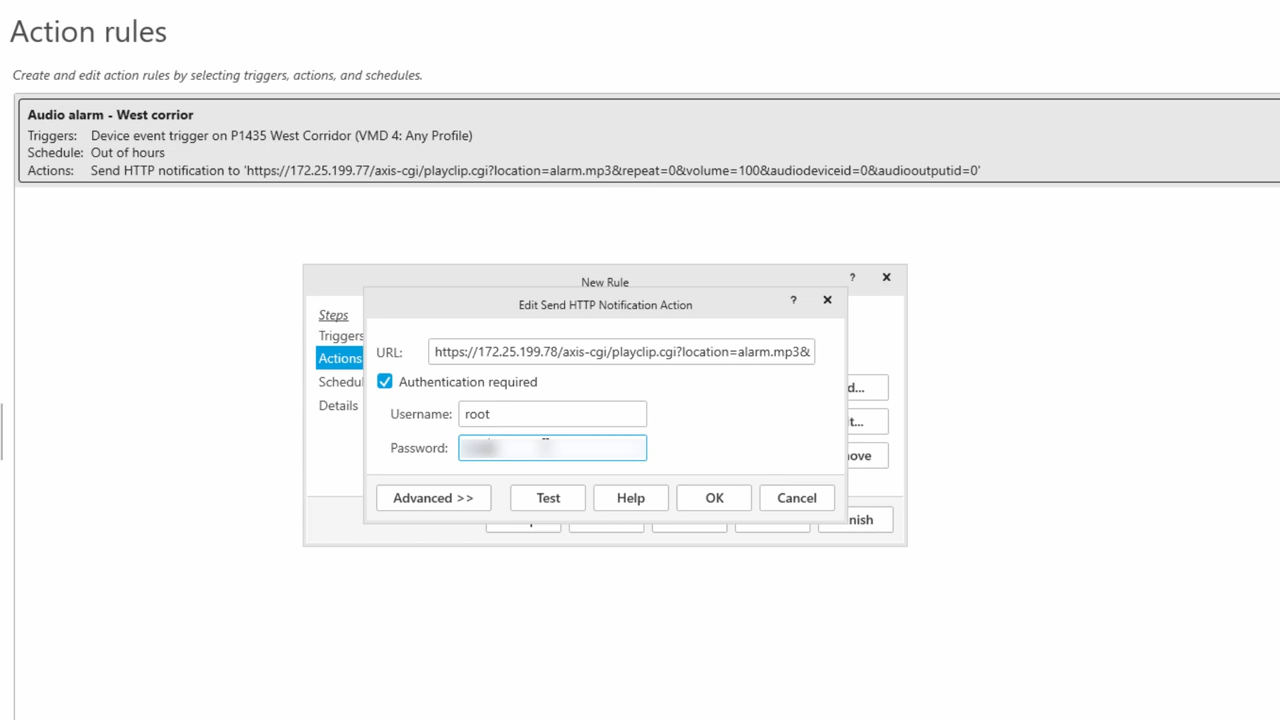 Action rules
Create and edit action rules by selecting triggers, actions, and schedules.
Audio alarm - West corrior
Triggers: Device event trigger on P1435 West Corridor (VMD 4: Any Profile)
Schedule: Out of hours
Actions: Send HTTP notification to 'https://172.25.199.77/axis-cgi/playclip.cgi?location=alarm.mp3&repeat=0&volume=100&audiodeviceid=0&audiooutputid=0'
New Rule
?
Edit Send HTTP Notification Action
?
Steps
Triggers
Actions
Schedul
Details
URL: https://172.25.199.78/axis-cgi/playclip.cgi?location=alarm.mp3&
Authentication required
Username: root
Password:
d...
t...
ove
Advanced >>
Test
Help
OK
Cancel
nish